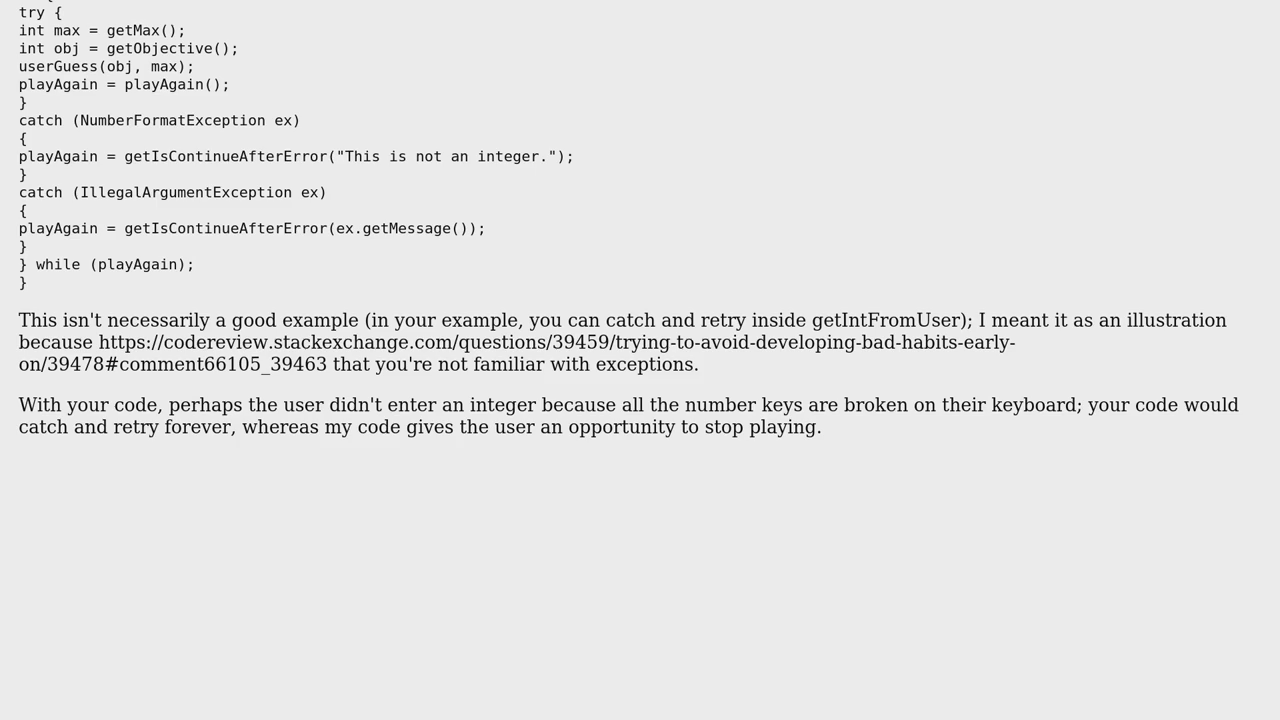 try {
int max = getMax();
int obj = getObjective();
userGuess(obj, max);
playAgain = playAgain();
}
catch (NumberFormatException ex)
{
playAgain = getIsContinueAfterError("This is not an integer.");
}
catch (IllegalArgumentException ex)
{
playAgain = getIsContinueAfterError(ex.getMessage());
}
} while (playAgain);
}
This isn't necessarily a good example (in your example, you can catch and retry inside getIntFromUser); I meant it as an illustration
because https://codereview.stackexchange.com/questions/39459/trying-to-avoid-developing-bad-habits-early-
on/39478#comment66105_39463 that you're not familiar with exceptions.
With your code, perhaps the user didn't enter an integer because all the number keys are broken on their keyboard; your code would
catch and retry forever, whereas my code gives the user an opportunity to stop playing.